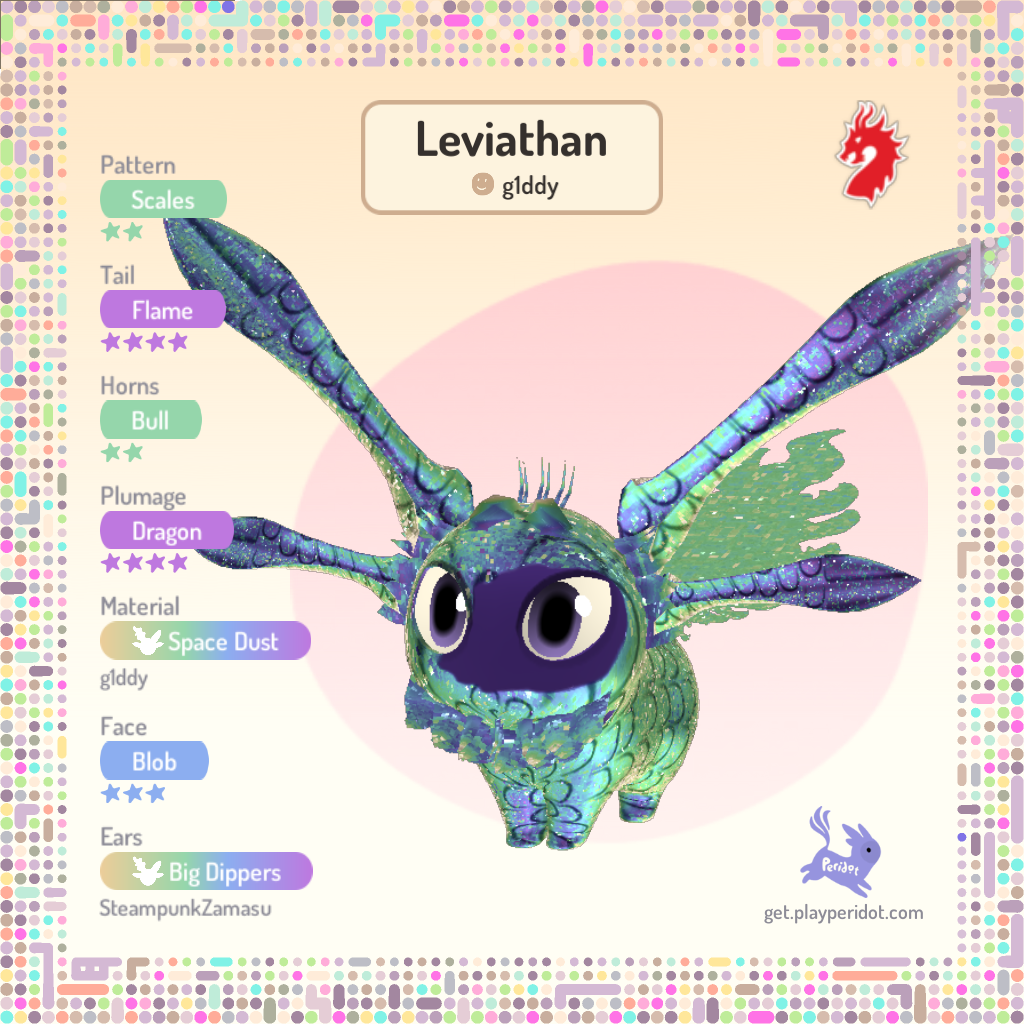 Leviathan
g1ddy
Pattern
Scales
Tail
Flame
Horns
Bull
Plumage
Dragon
Material
Space Dust
g1ddy
Face
Blob
Ears
Big Dippers
SteampunkZamasu
Peridot
get.playperidot.com